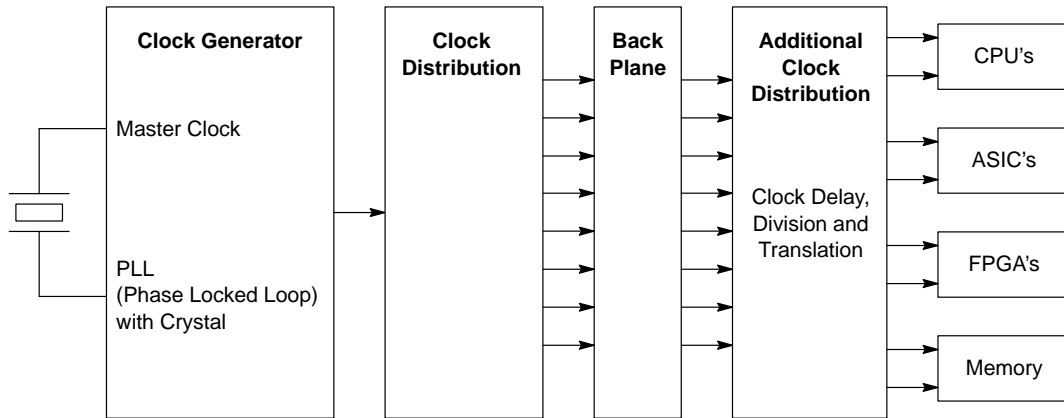 Clock Generator
Master Clock
PLL
(Phase Locked Loop)
with Crystal
Clock
Distribution
Back
Plane
Additional
Clock
Distribution
Clock Delay,
Division and
Translation
CPU's
ASIC's
FPGA's
Memory